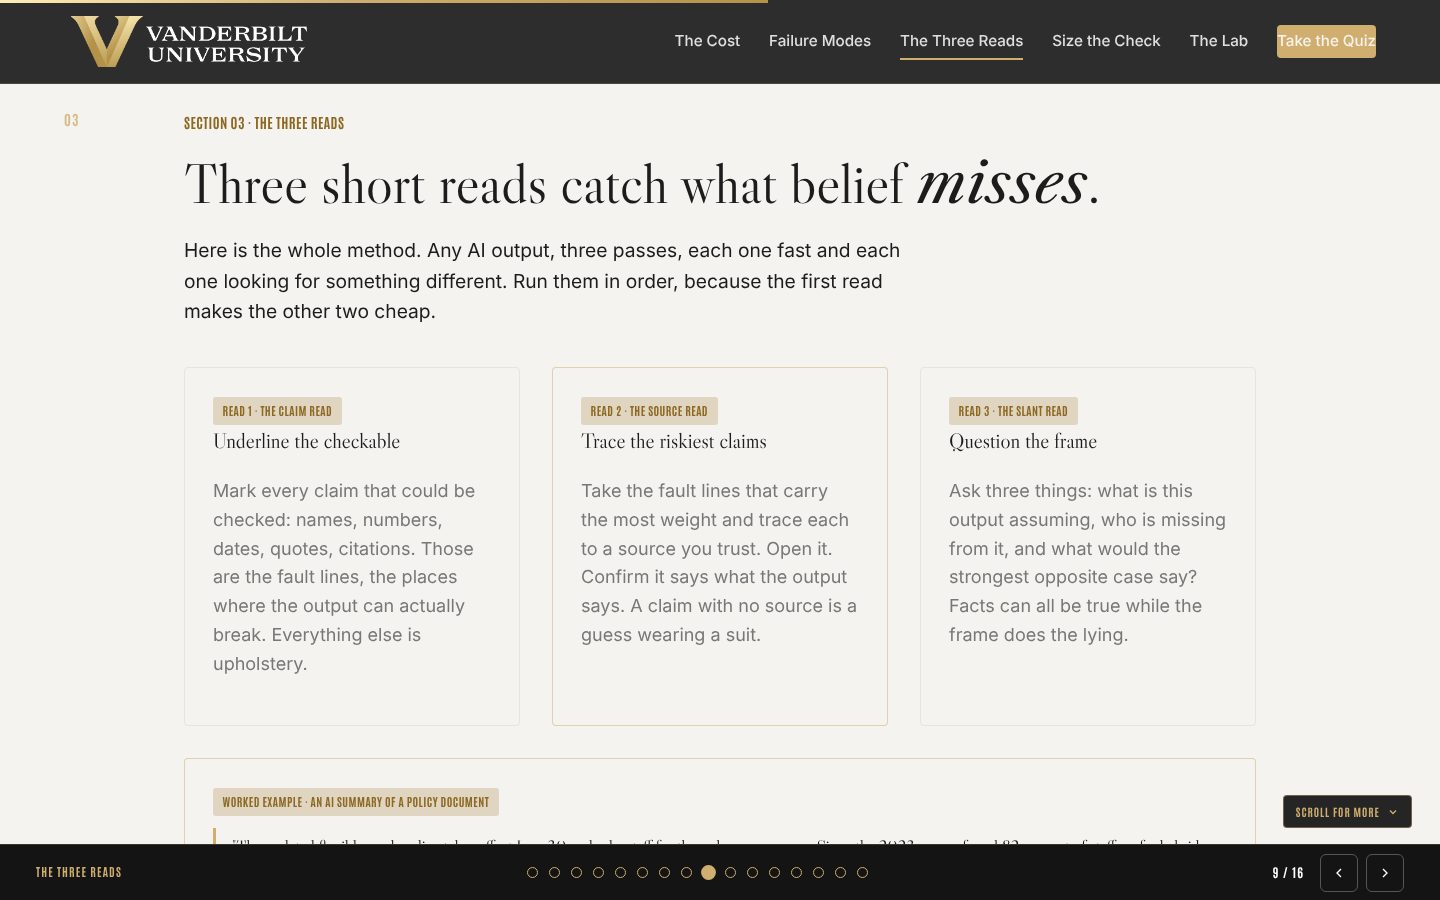 VANDERBILT
UNIVERSITY
The Cost
Failure Modes
The Three Reads
Size the Check
The Lab
Take the Quiz
03
SECTION 03 · THE THREE READS
Three short reads catch what belief misses.
Here is the whole method. Any AI output, three passes, each one fast and each
one looking for something different. Run them in order, because the first read
makes the other two cheap.
READ 1 · THE CLAIM READ
Underline the checkable
Mark every claim that could be
checked: names, numbers,
dates, quotes, citations. Those
are the fault lines, the places
where the output can actually
break. Everything else is
upholstery.
READ 2 · THE SOURCE READ
Trace the riskiest claims
Take the fault lines that carry
the most weight and trace each
to a source you trust. Open it.
Confirm it says what the output
says. A claim with no source is a
guess wearing a suit.
READ 3 · THE SLANT READ
Question the frame
Ask three things: what is this
output assuming, who is missing
from it, and what would the
strongest opposite case say?
Facts can all be true while the
frame does the lying.
WORKED EXAMPLE · AN AI SUMMARY OF A POLICY DOCUMENT
SCROLL FOR MORE
THE THREE READS
9 / 16